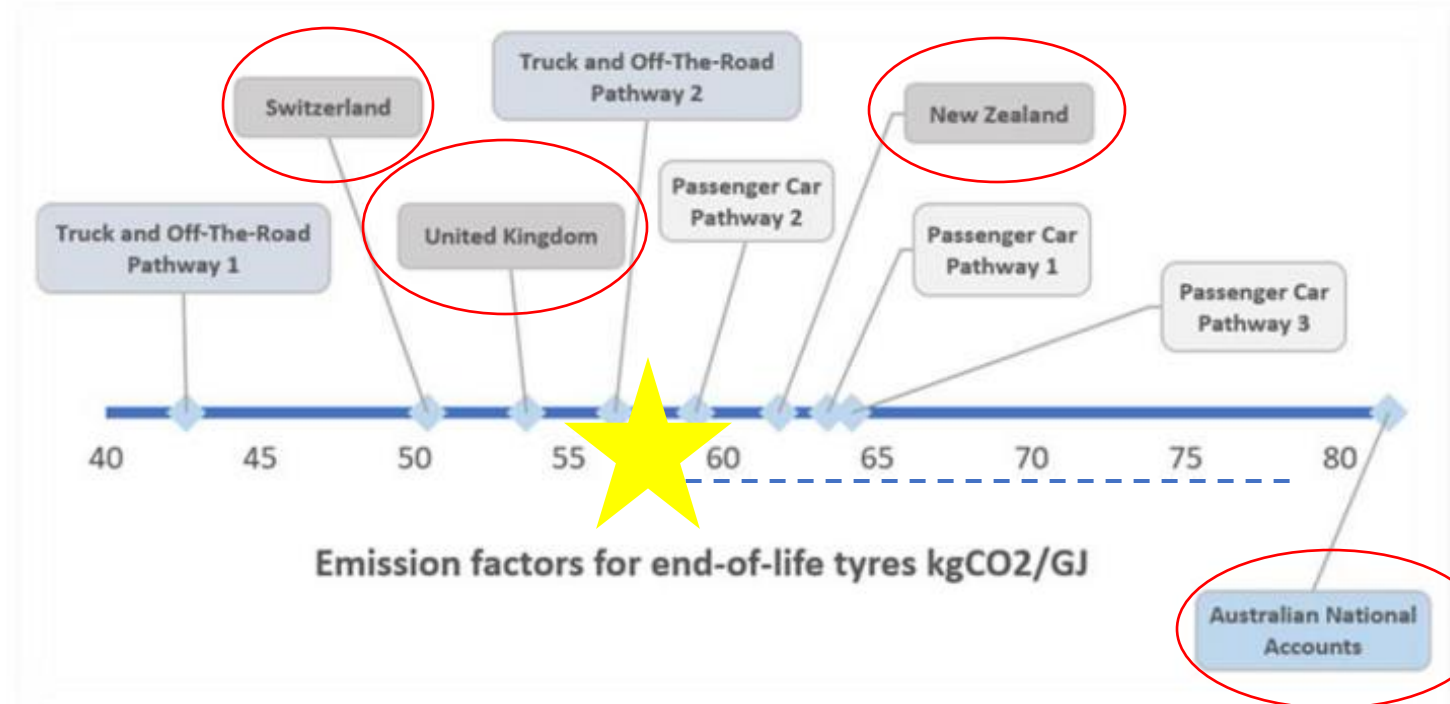 Truck and Off-The-Road
Pathway 2
Switzerland
New Zealand
Passenger Car
Pathway 2
Truck and Off-The-Road
Pathway 1
United Kingdom
Passenger Car
Pathway 1
Passenger Car
Pathway 3
40 45 50 55 60 65 70 75 80
Emission factors for end-of-life tyres kgCO2/GJ
Australian National
Accounts